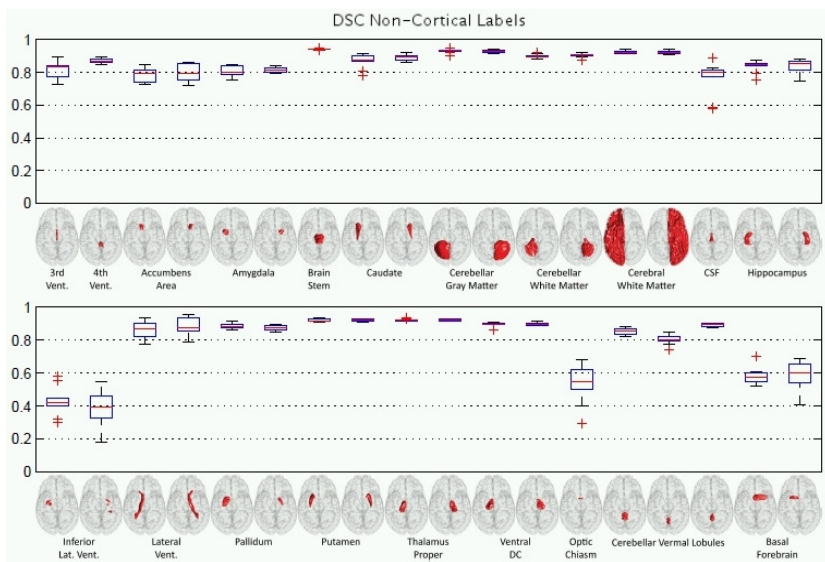 DSC Non-Cortical Labels
1
0.8
0.6
0.4
0.2
0
3rd Vent.
4th Vent.
Accumbens Area
Amygdala
Brain Stem
Caudate
Cerebellar Gray Matter
Cerebellar White Matter
Cerebral White Matter
CSF
Hippocampus
1
0.8
0.6
0.4
0.2
0
Inferior Lat. Vent.
Lateral Vent.
Pallidum
Putamen
Thalamus Proper
Ventral DC
Optic Chiasm
Cerebellar Vermal Lobules
Basal Forebrain